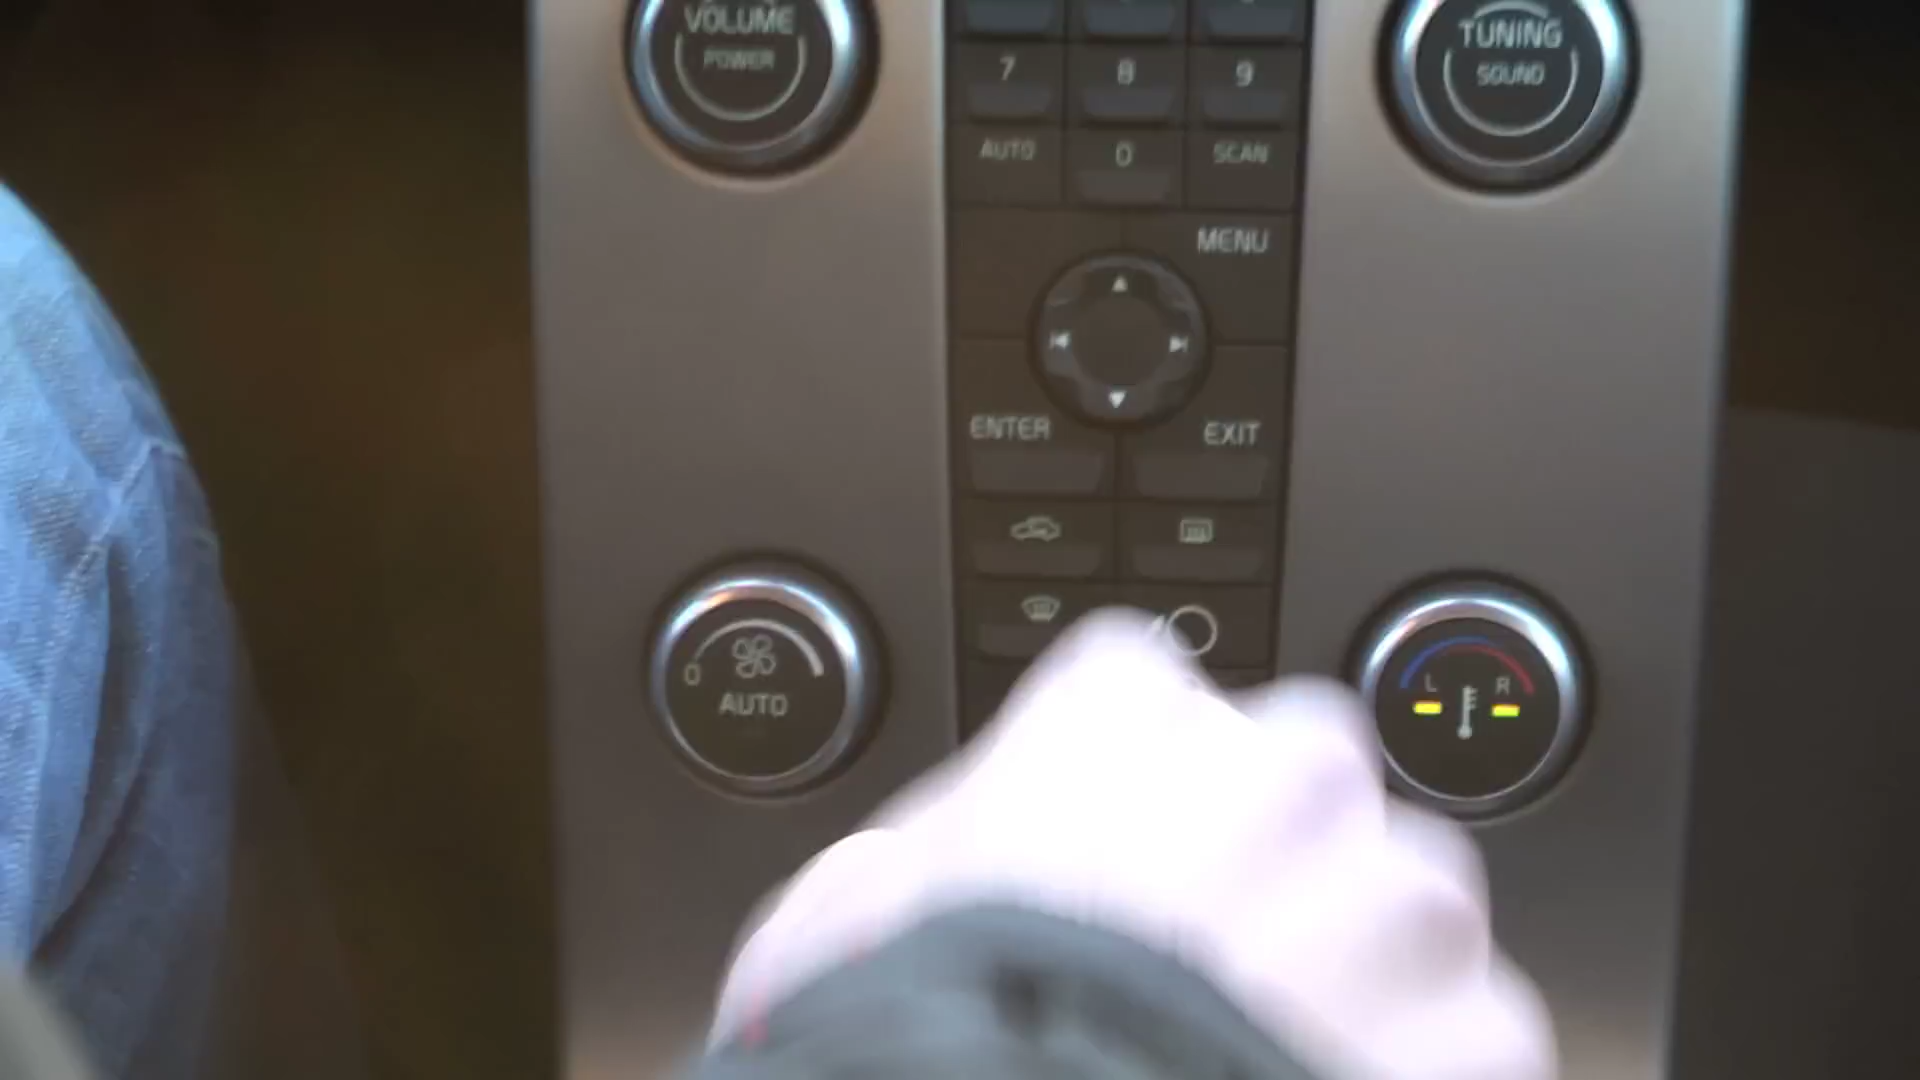 VOLUME
POWER
TUNING
SOUND
7 8 9
AUTO 0 SCAN
MENU
ENTER EXIT
0
AUTO
L R